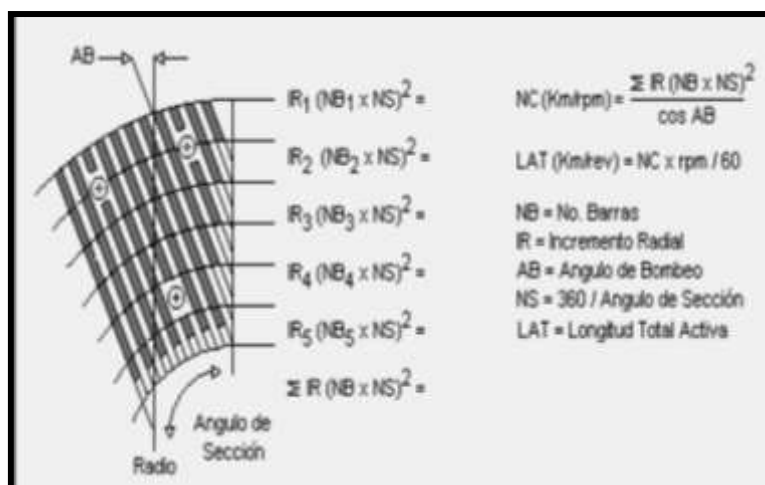 AB
IR₁ (NB₁ x NS)² =
IR₂ (NB₂ x NS)² =
IR₃ (NB₃ x NS)² =
IR₄ (NB₄ x NS)² =
IR₅ (NB₅ x NS)² =
Σ IR (NB x NS)² =
Angulo de
Sección
Radio
NC (Km/rpm) = Σ IR (NB x NS)²
cos AB
LAT (Km/rev) = NC x rpm / 60
NB = No. Barras
IR = Incremento Radial
AB = Angulo de Bombeo
NS = 360 / Angulo de Sección
LAT = Longitud Total Activa